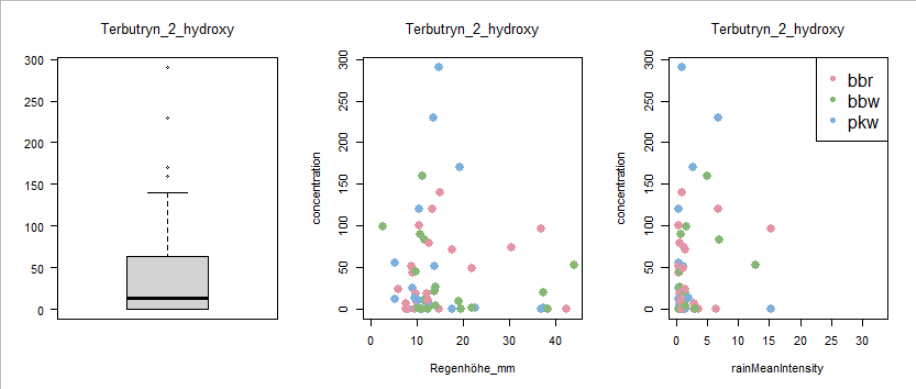 Terbutryn_2_hydroxy
300
250
200
150
100
50
0
Terbutryn_2_hydroxy
concentration
300
250
200
150
100
50
0
0 10 20 30 40
Regenhöhe_mm
Terbutryn_2_hydroxy
concentration
300
250
200
150
100
50
0
0 5 10 15 20 25 30
rainMeanIntensity
bbr
bbw
pkw